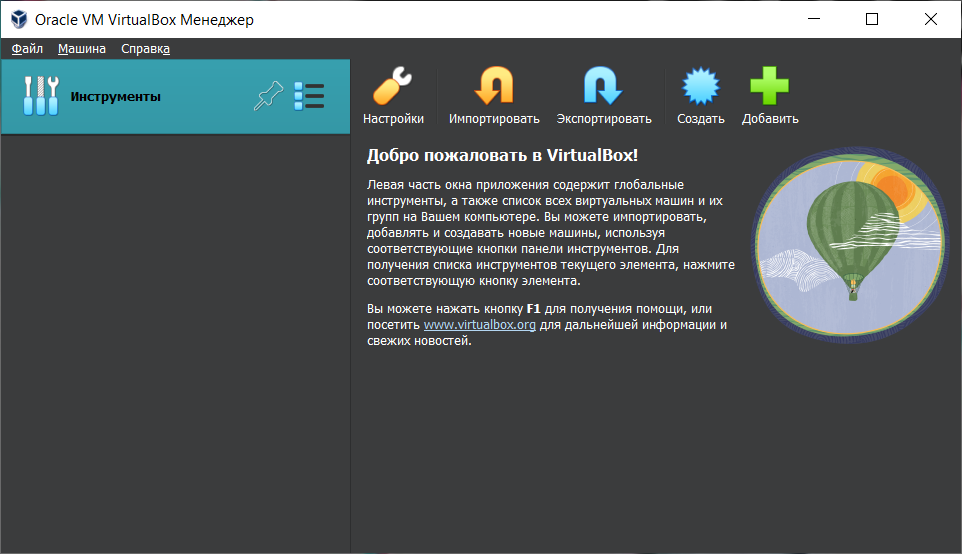 Oracle VM VirtualBox Менеджер
Файл Машина Справка
Инструменты
Настройки Импортировать Экспортировать Создать Добавить
Добро пожаловать в VirtualBox!
Левая часть окна приложения содержит глобальные
инструменты, а также список всех виртуальных машин и их
групп на Вашем компьютере. Вы можете импортировать,
добавлять и создавать новые машины, используя
соответствующие кнопки панели инструментов. Для
получения списка инструментов текущего элемента, нажмите
соответствующую кнопку элемента.
Вы можете нажать кнопку F1 для получения помощи, или
посетить www.virtualbox.org для дальнейшей информации и
свежих новостей.